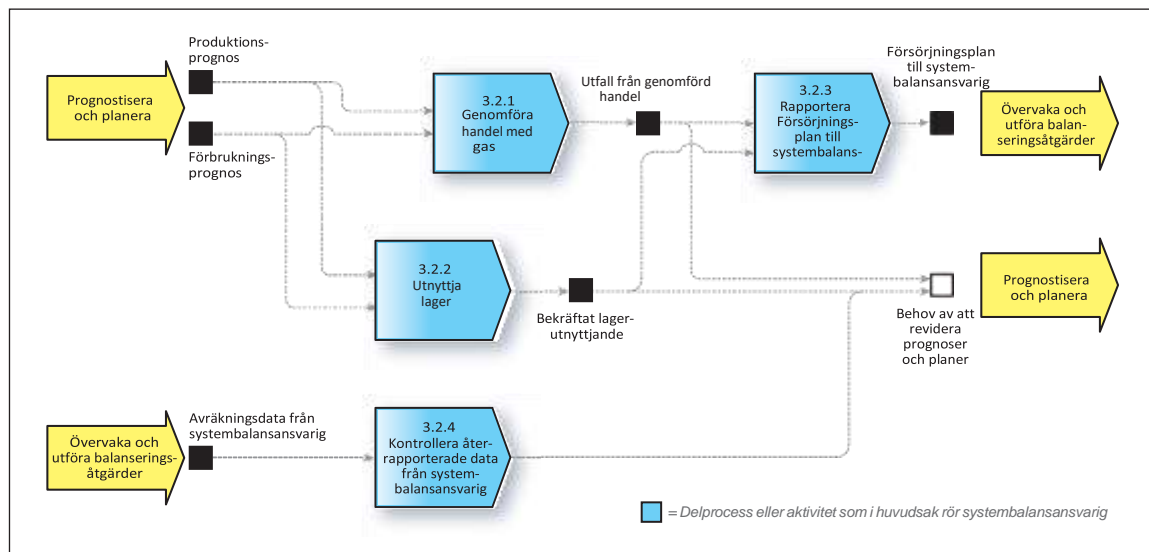 Prognostisera
och planera
Produktions-
prognos
Förbruknings-
prognos
3.2.1
Genomföra
handel med
gas
Utfall från genomförd
handel
3.2.3
Rapportera
Försörjnings-
plan till
systembalans-
Försörjningsplan
till system-
balansansvarig
Övervaka och
utföra balan-
seringsåtgärder
3.2.2
Utnyttja
lager
Bekräftat lager-
utnyttjande
Behov av att
revidera
prognoser
och planer
Prognostisera
och planera
Övervaka och
utföra balanserings-
åtgärder
Avräkningsdata från
systembalansansvarig
3.2.4
Kontrollera åter-
rapporterade data
från system-
balansansvarig
= Delprocess eller aktivitet som i huvudsak rör systembalansansvarig